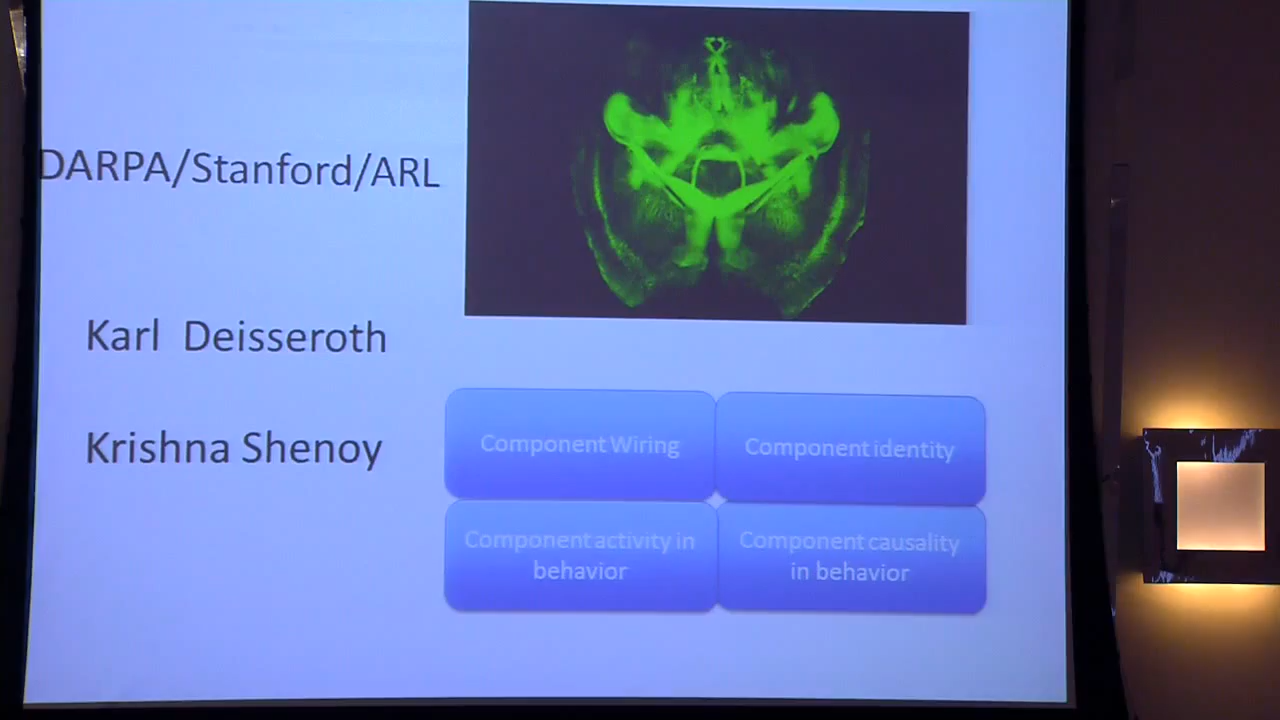 DARPA/Stanford/ARL
Karl Deisseroth
Krishna Shenoy
Component Wiring
Component identity
Component activity in
behavior
Component causality
in behavior